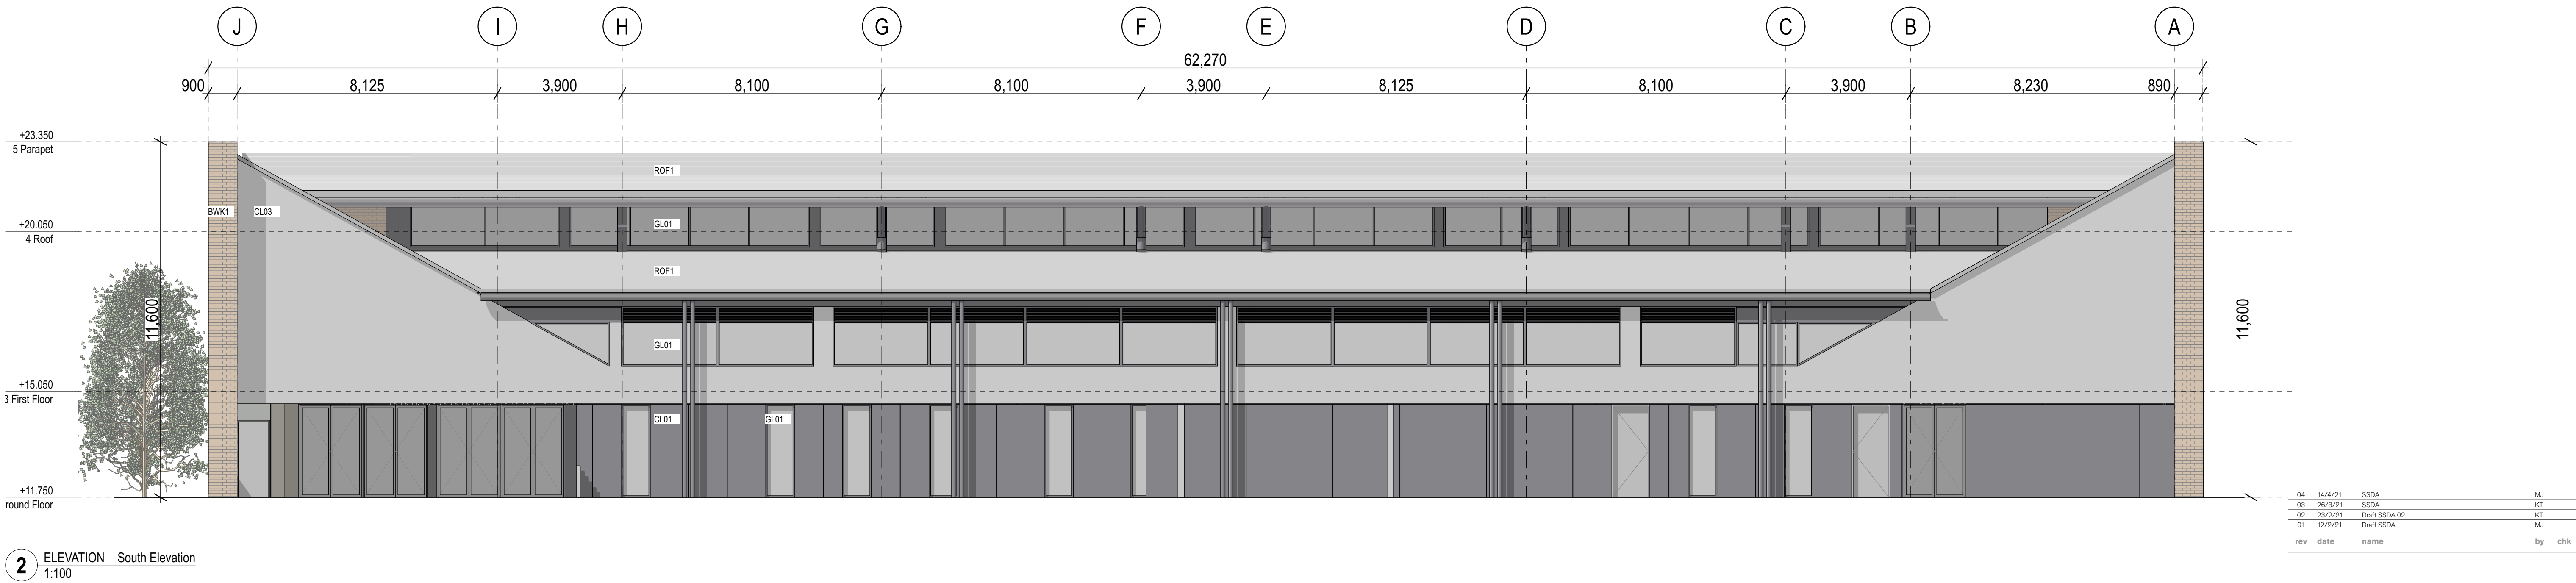 J I H G F E D C B A
62,270
900 8,125 3,900 8,100 8,100 3,900 8,125 8,100 3,900 8,230 890
+23.350
5 Parapet
ROF1
BWK1 CL03
+20.050
4 Roof
GL01
ROF1
11,600
11,600
GL01
+15.050
3 First Floor
CL01 GL01
+11.750
round Floor
04 14/4/21 SSDA MJ
03 26/3/21 SSDA KT
02 23/2/21 Draft SSDA 02 KT
01 12/2/21 Draft SSDA MJ
rev date name by chk
2 ELEVATION South Elevation
1:100